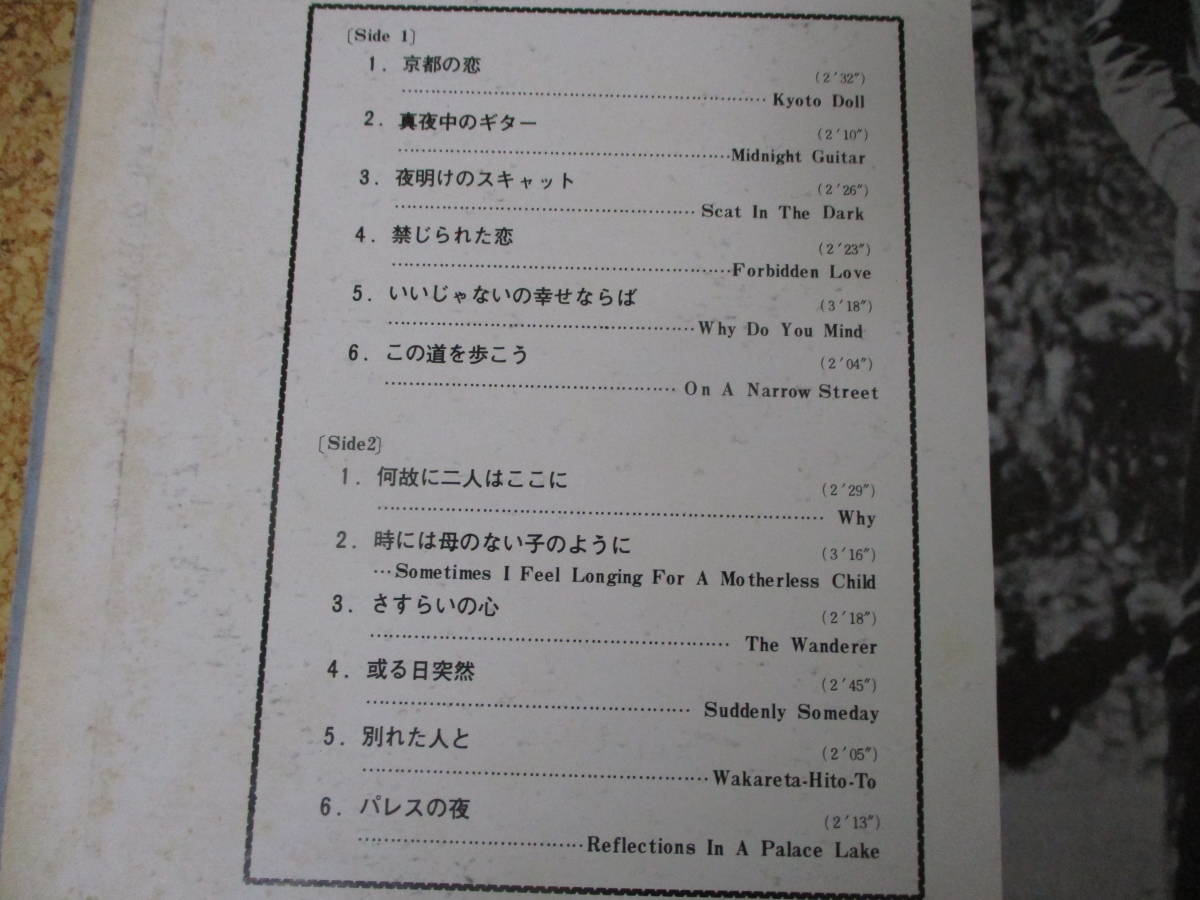 〔Side 1〕
1. 京都の恋
(2′32″)
Kyoto Doll
2. 真夜中のギター
(2′10″)
Midnight Guitar
3. 夜明けのスキャット
(2′26″)
Scat In The Dark
4. 禁じられた恋
(2′23″)
Forbidden Love
5. いいじゃないの幸せならば
(3′18″)
Why Do You Mind
6. この道を歩こう
(2′04″)
On A Narrow Street
〔Side2〕
1. 何故に二人はここに
(2′29″)
Why
2. 時には母のない子のように
(3′16″)
…Sometimes I Feel Longing For A Motherless Child
3. さすらいの心
(2′18″)
The Wanderer
4. 或る日突然
(2′45″)
Suddenly Someday
5. 別れた人と
(2′05″)
Wakareta-Hito-To
6. パレスの夜
(2′13″)
Reflections In A Palace Lake